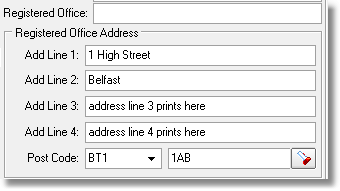 Registered Office:
Registered Office Address
Add Line 1: 1 High Street
Add Line 2: Belfast
Add Line 3: address line 3 prints here
Add Line 4: address line 4 prints here
Post Code: BT1 1AB